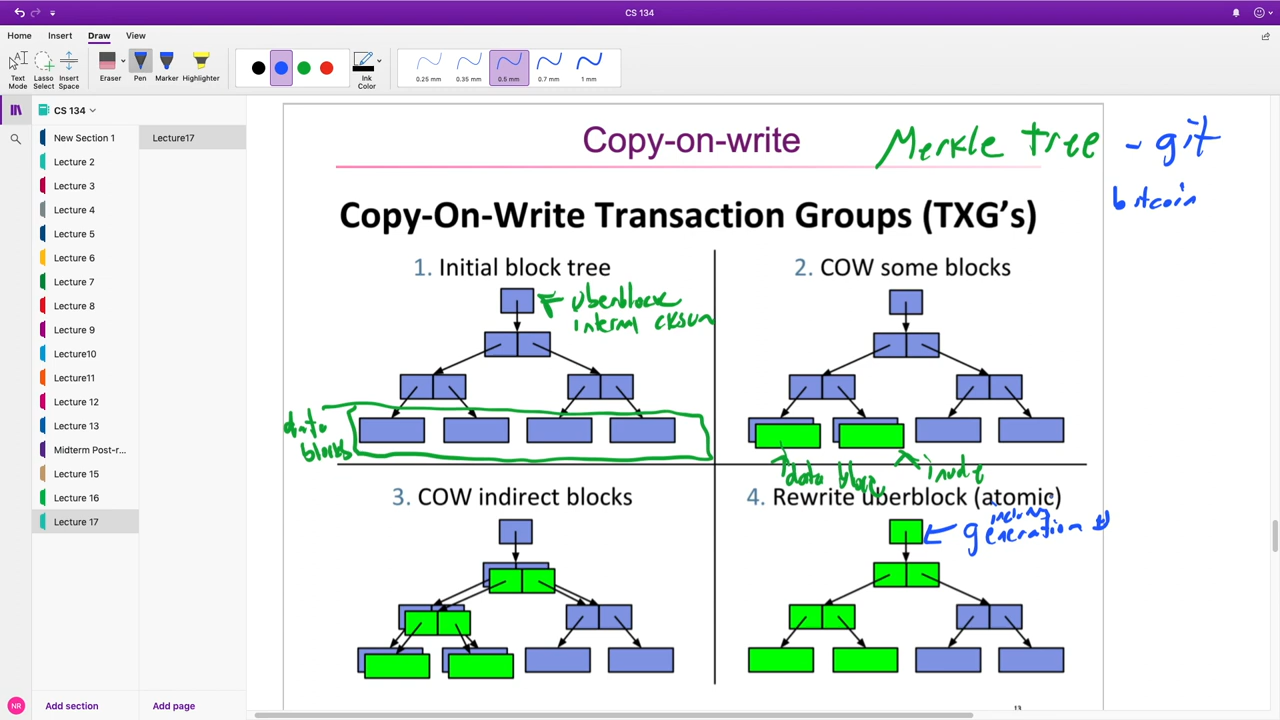 CS 134
Home Insert Draw View
Text Mode
Lasso Select
Insert Space
Eraser
Pen
Marker
Highlighter
Ink Color
0.25 mm
0.35 mm
0.5 mm
0.7 mm
1 mm
CS 134
New Section 1
Lecture 2
Lecture 3
Lecture 4
Lecture 5
Lecture 6
Lecture 7
Lecture 8
Lecture 9
Lecture10
Lecture11
Lecture 12
Lecture 13
Midterm Post-r...
Lecture 15
Lecture 16
Lecture 17
Lecture17
NR
Add section
Add page
Copy-on-write
Merkle tree - git
bitcoin
Copy-On-Write Transaction Groups (TXG's)
1. Initial block tree
uberblock
internal cksum
data
blocks
2. COW some blocks
data block
inode
3. COW indirect blocks
4. Rewrite uberblock (atomic)
generation #
13